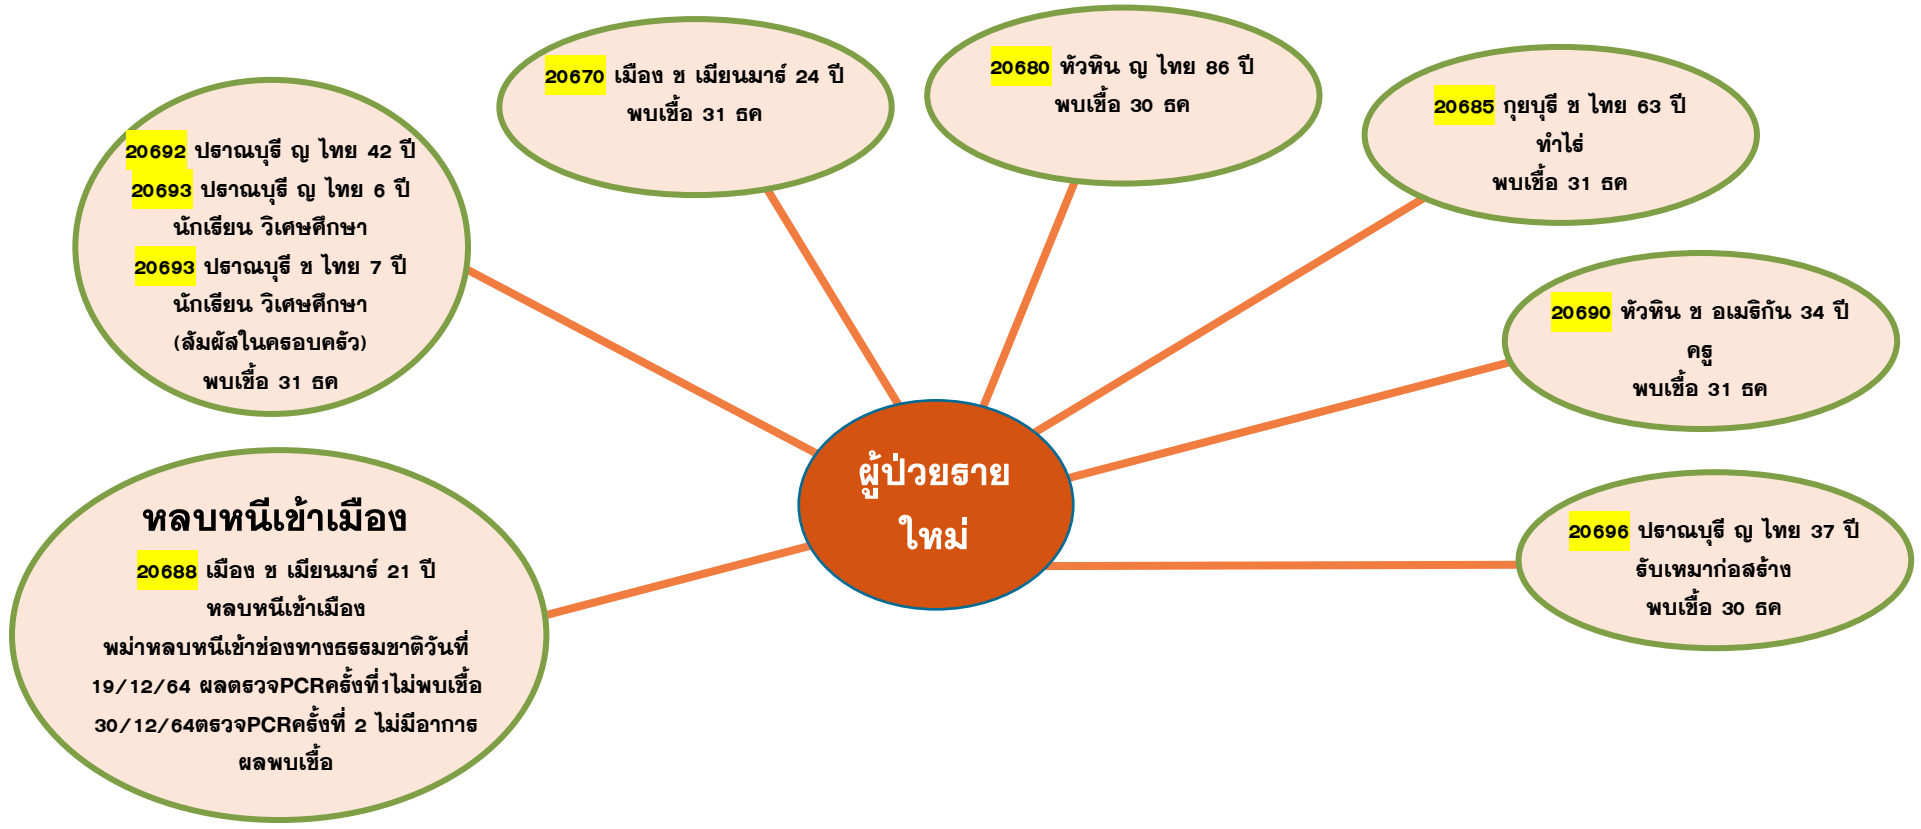 20670 เมือง ช เมียนมาร์ 24 ปี
พบเชื้อ 31 ธค
20680 หัวหิน ญ ไทย 86 ปี
พบเชื้อ 30 ธค
20685 กุยบุรี ช ไทย 63 ปี
ทำไร่
พบเชื้อ 31 ธค
20692 ปราณบุรี ญ ไทย 42 ปี
20693 ปราณบุรี ญ ไทย 6 ปี
นักเรียน วิเศษศึกษา
20693 ปราณบุรี ช ไทย 7 ปี
นักเรียน วิเศษศึกษา
(สัมผัสในครอบครัว)
พบเชื้อ 31 ธค
20690 หัวหิน ช อเมริกัน 34 ปี
ครู
พบเชื้อ 31 ธค
ผู้ป่วยราย
ใหม่
หลบหนีเข้าเมือง
20688 เมือง ช เมียนมาร์ 21 ปี
หลบหนีเข้าเมือง
พม่าหลบหนีเข้าช่องทางธรรมชาติวันที่
19/12/64 ผลตรวจPCRครั้งที่1ไม่พบเชื้อ
30/12/64ตรวจPCRครั้งที่ 2 ไม่มีอาการ
ผลพบเชื้อ
20696 ปราณบุรี ญ ไทย 37 ปี
รับเหมาก่อสร้าง
พบเชื้อ 30 ธค